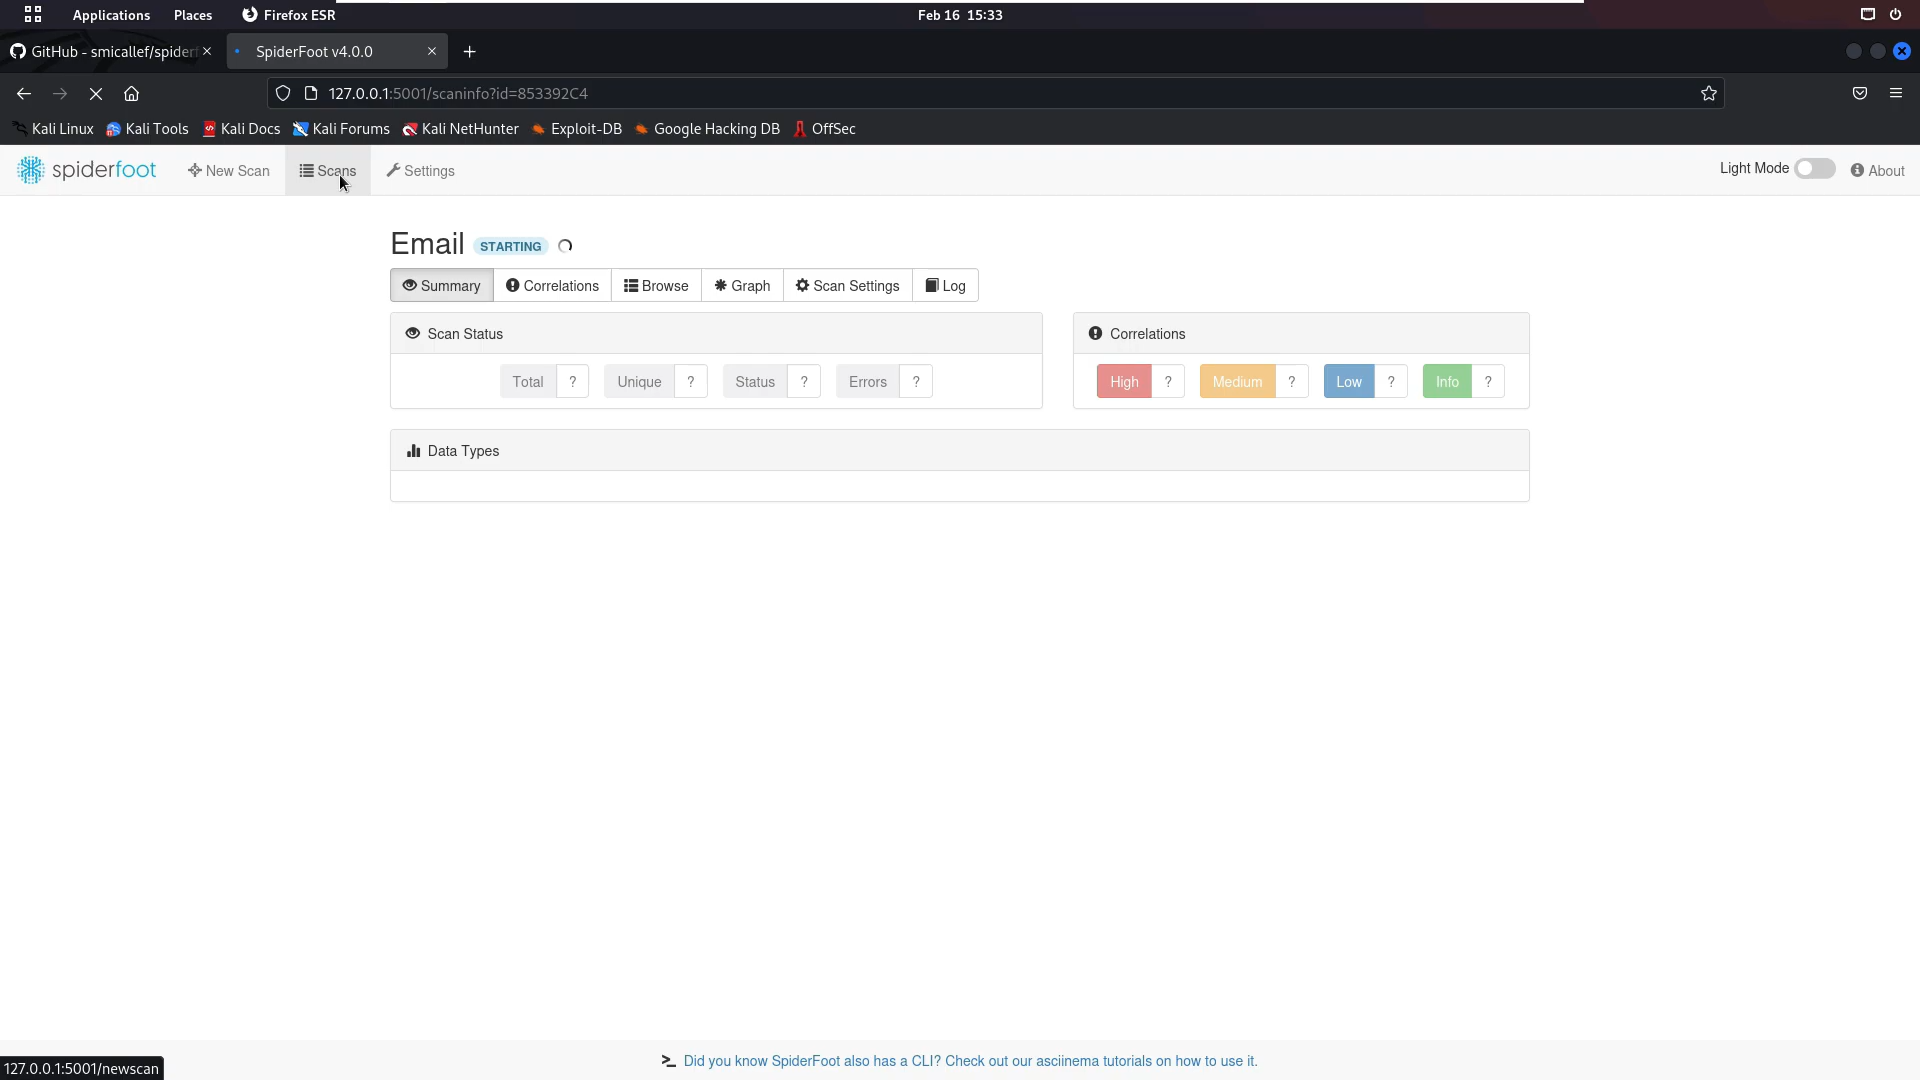 Applications Places Firefox ESR Feb 16 15:33
GitHub - smicallef/spider SpiderFoot v4.0.0
127.0.0.1:5001/scaninfo?id=853392C4
Kali Linux Kali Tools Kali Docs Kali Forums Kali NetHunter Exploit-DB Google Hacking DB OffSec
spiderfoot New Scan Scans Settings Light Mode About
Email STARTING
Summary Correlations Browse Graph Scan Settings Log
Scan Status Correlations
Total ? Unique ? Status ? Errors ? High ? Medium ? Low ? Info ?
Data Types
Did you know SpiderFoot also has a CLI? Check out our asciinema tutorials on how to use it.
127.0.0.1:5001/newscan